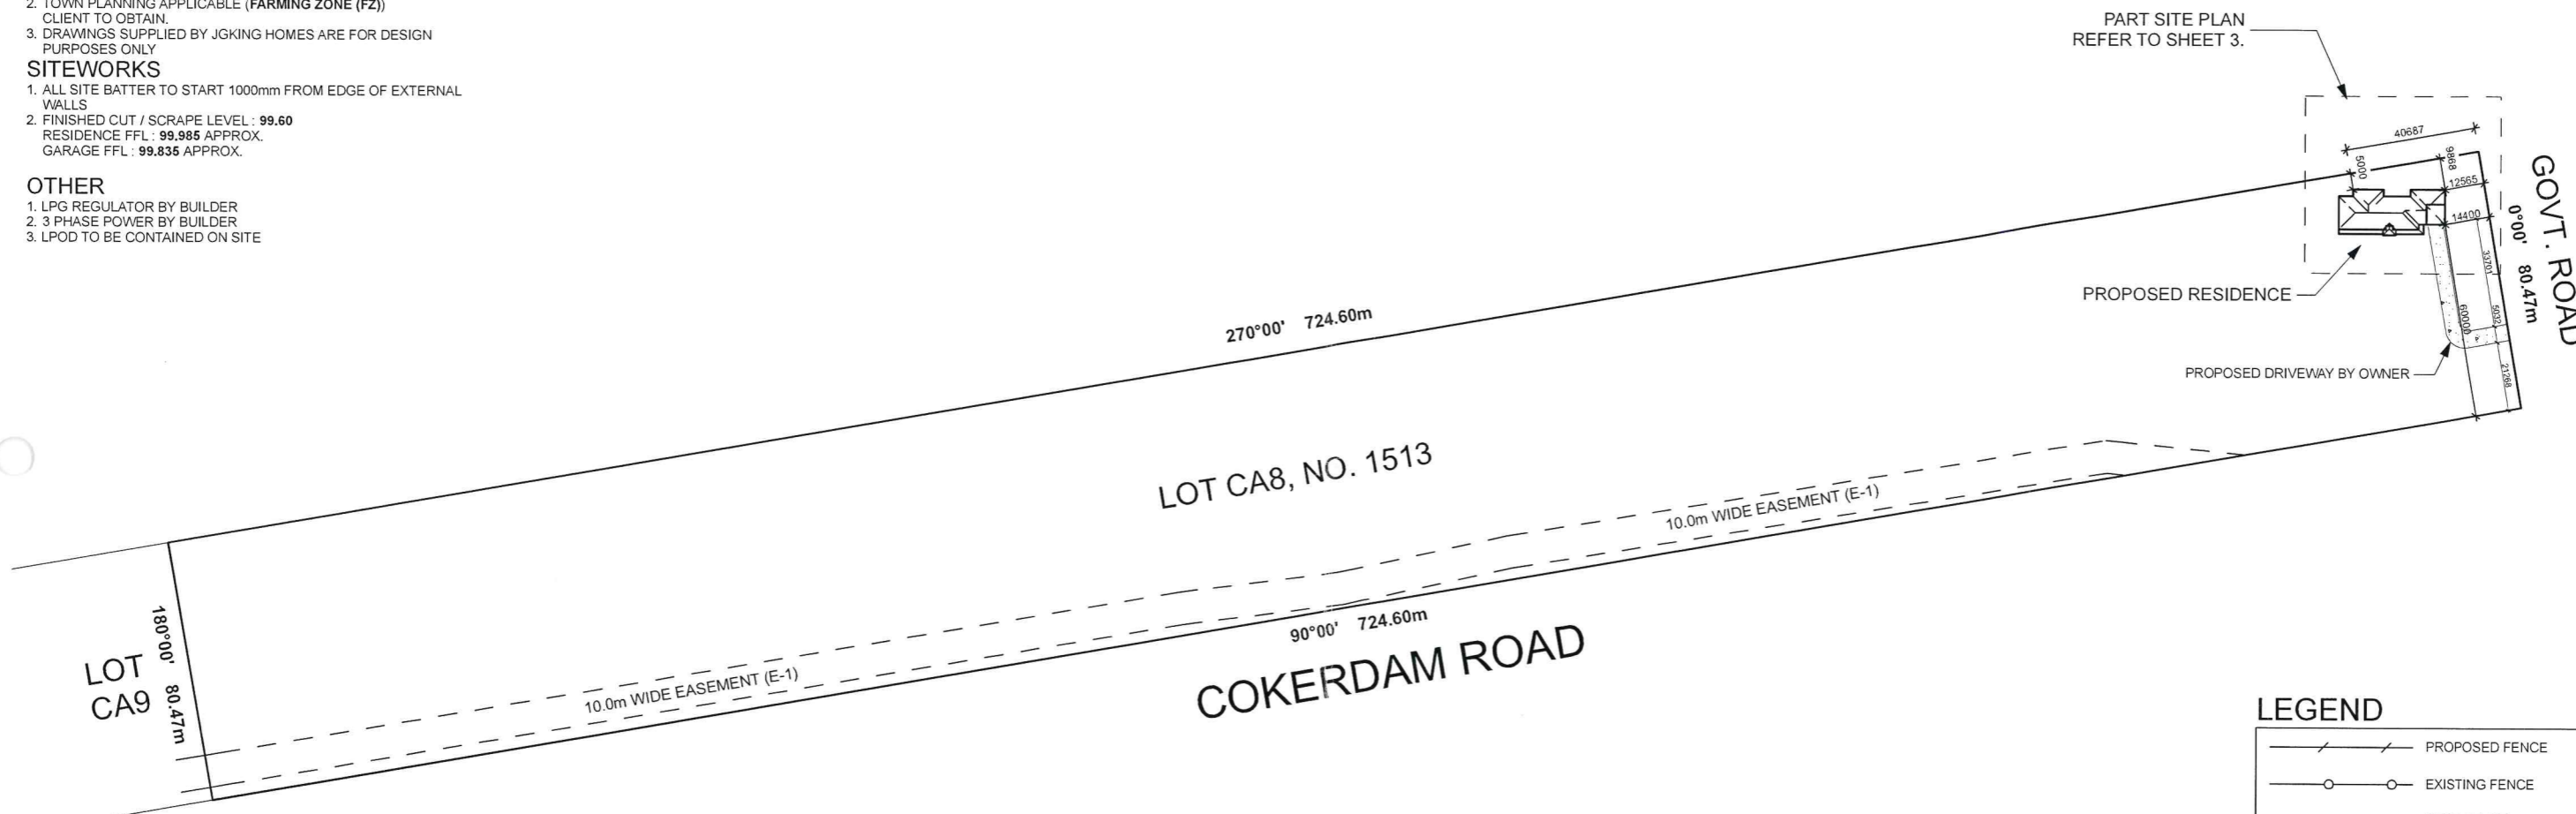 2. TOWN PLANNING APPLICABLE (FARMING ZONE (FZ))
CLIENT TO OBTAIN.
3. DRAWINGS SUPPLIED BY JGKING HOMES ARE FOR DESIGN
PURPOSES ONLY
SITEWORKS
1. ALL SITE BATTER TO START 1000mm FROM EDGE OF EXTERNAL
WALLS
2. FINISHED CUT / SCRAPE LEVEL : 99.60
RESIDENCE FFL : 99.985 APPROX.
GARAGE FFL : 99.835 APPROX.
OTHER
1. LPG REGULATOR BY BUILDER
2. 3 PHASE POWER BY BUILDER
3. LPOD TO BE CONTAINED ON SITE
PART SITE PLAN
REFER TO SHEET 3.
40687
5000
9868
12565
14400
33701
60000
5032
21268
GOVT. ROAD
0°00' 80.47m
PROPOSED RESIDENCE
PROPOSED DRIVEWAY BY OWNER
270°00' 724.60m
LOT CA8, NO. 1513
10.0m WIDE EASEMENT (E-1)
10.0m WIDE EASEMENT (E-1)
90°00' 724.60m
COKERDAM ROAD
LOT
CA9
180°00' 80.47m
LEGEND
PROPOSED FENCE
EXISTING FENCE